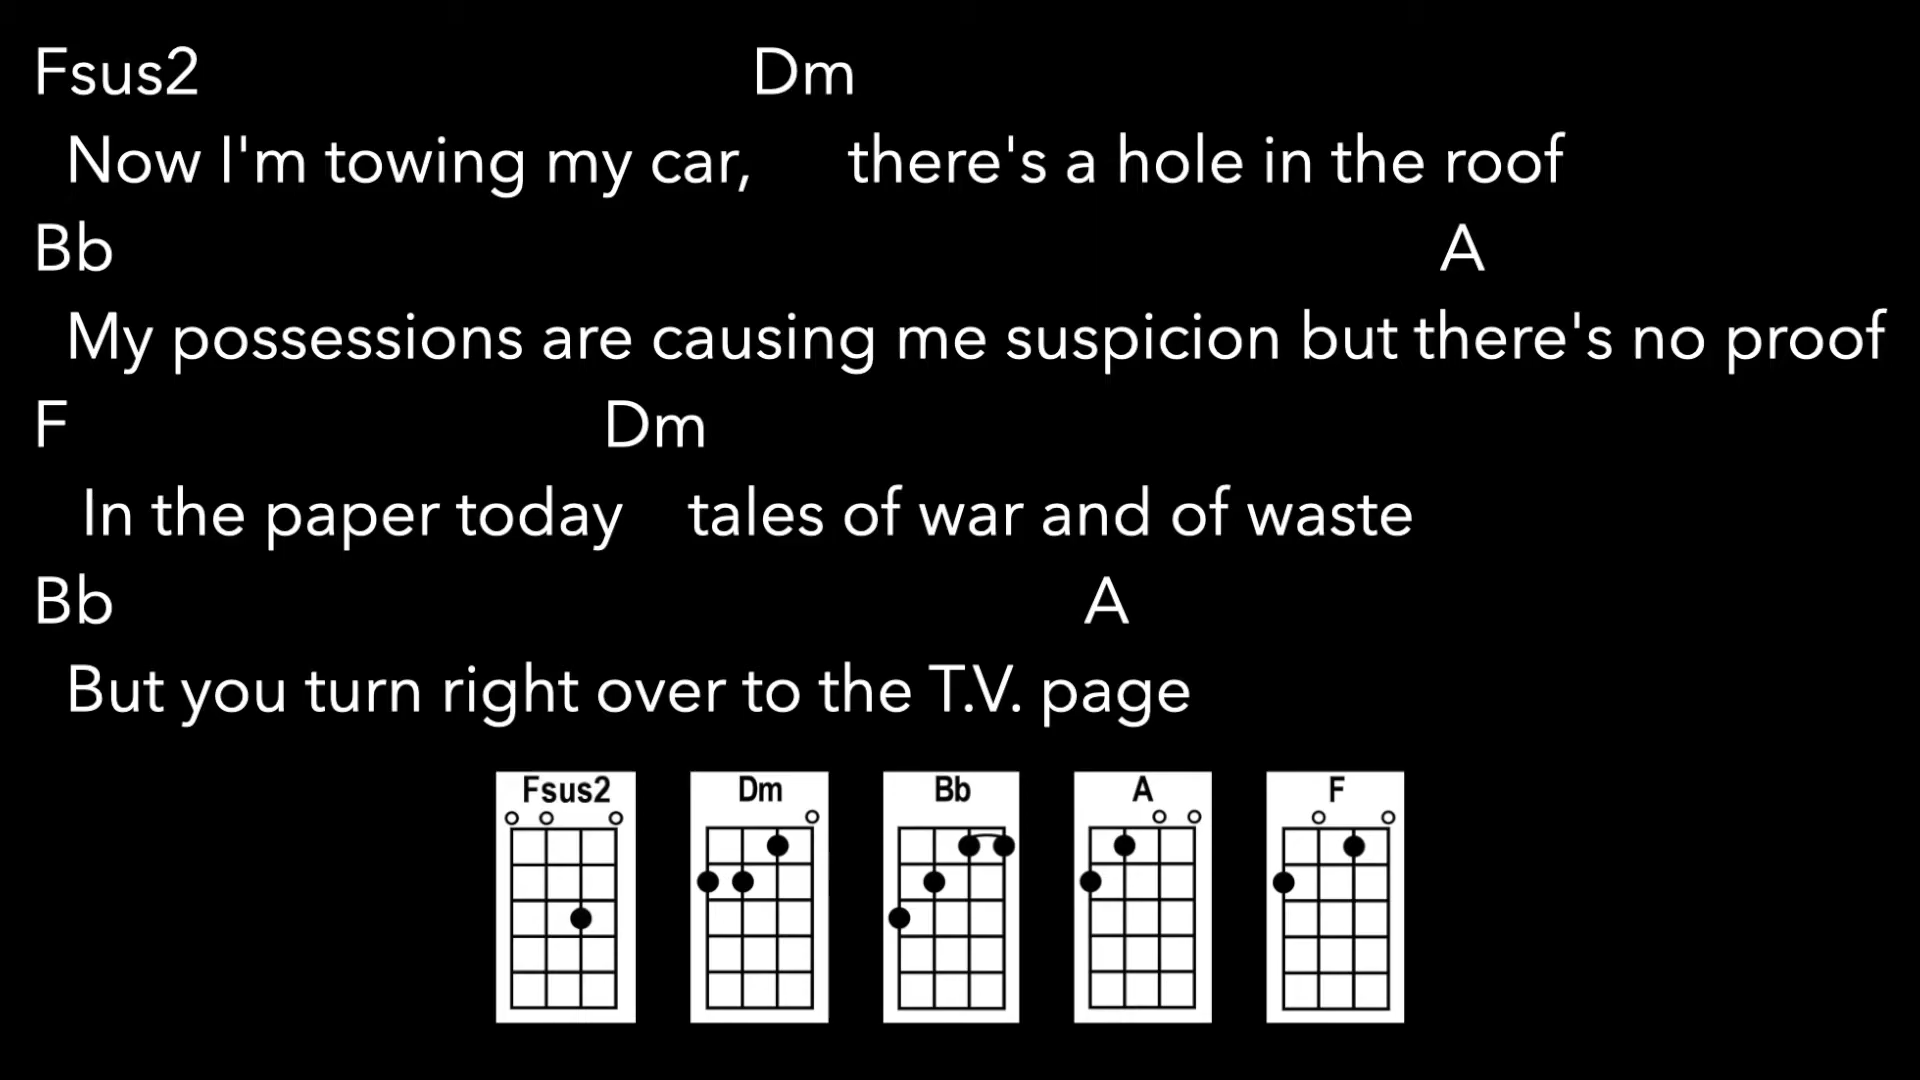 Fsus2 Dm
Now I'm towing my car, there's a hole in the roof
Bb A
My possessions are causing me suspicion but there's no proof
F Dm
In the paper today tales of war and of waste
Bb A
But you turn right over to the T.V. page
Fsus2 Dm Bb A F